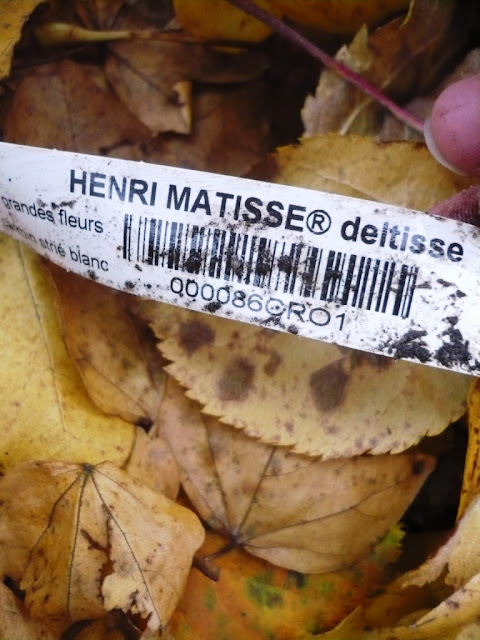 HENRI MATISSE® deltisse
grandes fleurs
strié blanc
000086CRO1